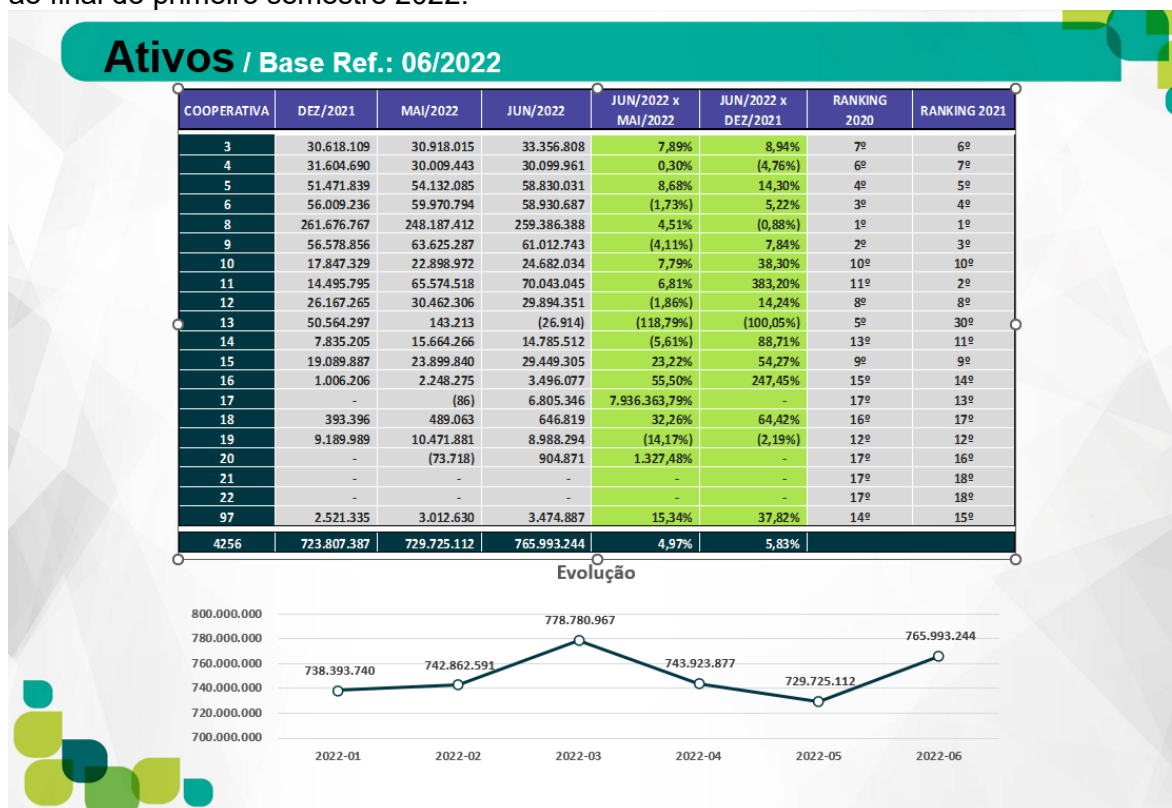 ao final do primeiro semestre 2022.
Ativos / Base Ref.: 06/2022
COOPERATIVA DEZ/2021 MAI/2022 JUN/2022 JUN/2022 x MAI/2022 JUN/2022 x DEZ/2021 RANKING 2020 RANKING 2021
3 30.618.109 30.918.015 33.356.808 7,89% 8,94% 7º 6º
4 31.604.690 30.009.443 30.099.961 0,30% (4,76%) 6º 7º
5 51.471.839 54.132.085 58.830.031 8,68% 14,30% 4º 5º
6 56.009.236 59.970.794 58.930.687 (1,73%) 5,22% 3º 4º
8 261.676.767 248.187.412 259.386.388 4,51% (0,88%) 1º 1º
9 56.578.856 63.625.287 61.012.743 (4,11%) 7,84% 2º 3º
10 17.847.329 22.898.972 24.682.034 7,79% 38,30% 10º 10º
11 14.495.795 65.574.518 70.043.045 6,81% 383,20% 11º 2º
12 26.167.265 30.462.306 29.894.351 (1,86%) 14,24% 8º 8º
13 50.564.297 143.213 (26.914) (118,79%) (100,05%) 5º 30º
14 7.835.205 15.664.266 14.785.512 (5,61%) 88,71% 13º 11º
15 19.089.887 23.899.840 29.449.305 23,22% 54,27% 9º 9º
16 1.006.206 2.248.275 3.496.077 55,50% 247,45% 15º 14º
17 - (86) 6.805.346 7.936.363,79% - 17º 13º
18 393.396 489.063 646.819 32,26% 64,42% 16º 17º
19 9.189.989 10.471.881 8.988.294 (14,17%) (2,19%) 12º 12º
20 - (73.718) 904.871 1.327,48% - 17º 16º
21 - - - - - 17º 18º
22 - - - - - 17º 18º
97 2.521.335 3.012.630 3.474.887 15,34% 37,82% 14º 15º
4256 723.807.387 729.725.112 765.993.244 4,97% 5,83%
Evolução
800.000.000
780.000.000
760.000.000
740.000.000
720.000.000
700.000.000
738.393.740
742.862.591
778.780.967
743.923.877
729.725.112
765.993.244
2022-01 2022-02 2022-03 2022-04 2022-05 2022-06